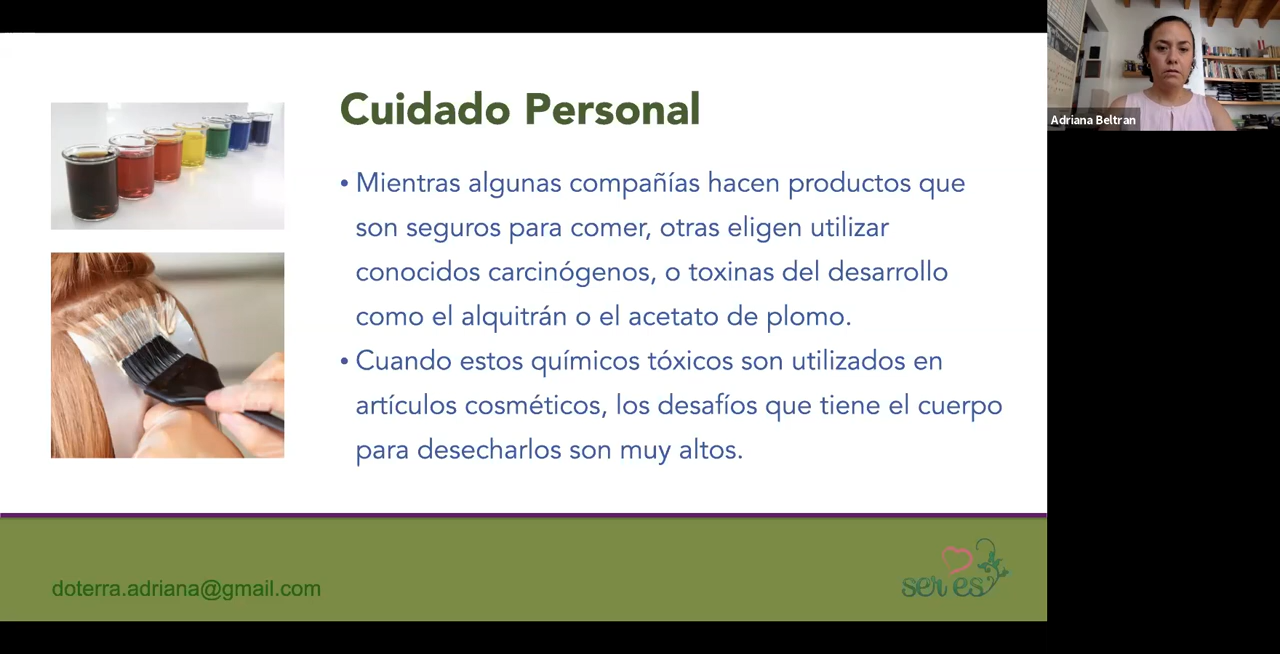 Cuidado Personal
• Mientras algunas compañías hacen productos que
son seguros para comer, otras eligen utilizar
conocidos carcinógenos, o toxinas del desarrollo
como el alquitrán o el acetato de plomo.
• Cuando estos químicos tóxicos son utilizados en
artículos cosméticos, los desafíos que tiene el cuerpo
para desecharlos son muy altos.
doterra.adriana@gmail.com
ser es
Adriana Beltran